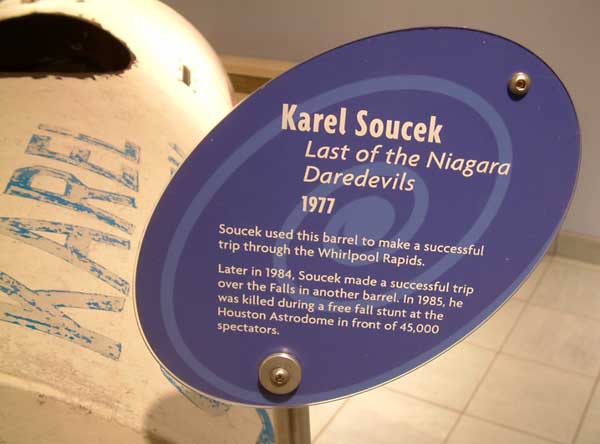 Karel Soucek
Last of the Niagara
Daredevils
1977
Soucek used this barrel to make a successful
trip through the Whirlpool Rapids.
Later in 1984, Soucek made a successful trip
over the Falls in another barrel. In 1985, he
was killed during a free fall stunt at the
Houston Astrodome in front of 45,000
spectators.
KAREL
KAREL